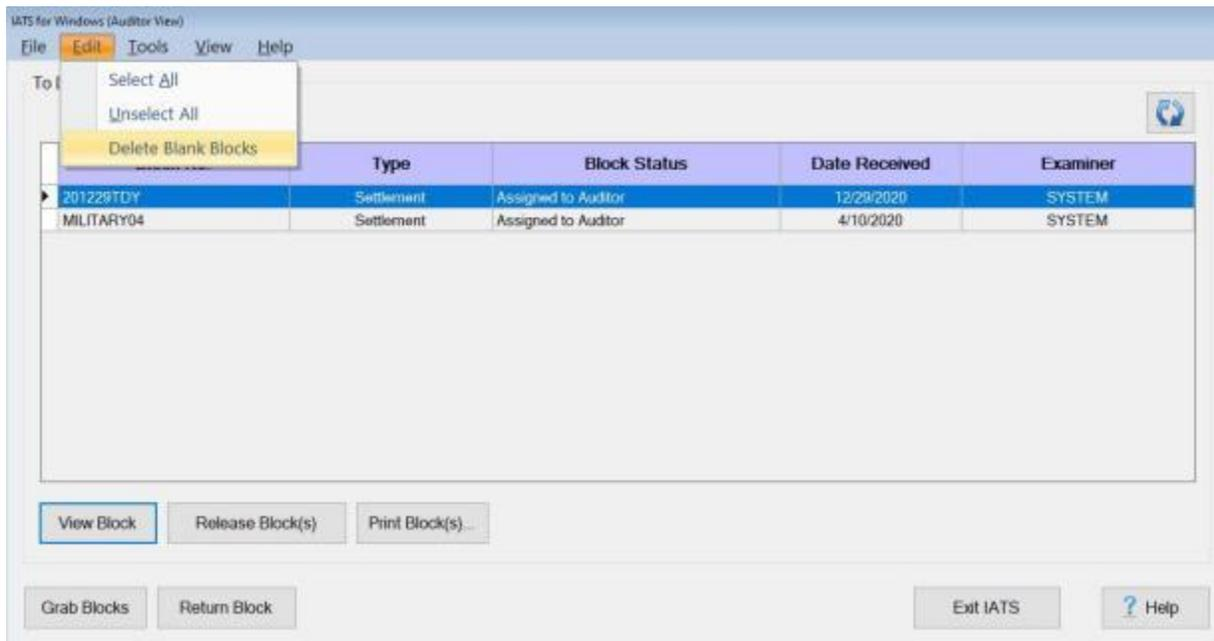 IATS for Windows (Auditor View)
File Edit Tools View Help
To
Select All
Unselect All
Delete Blank Blocks
Type Block Status Date Received Examiner
201229TDY Settlement Assigned to Auditor 12/29/2020 SYSTEM
MILITARY04 Settlement Assigned to Auditor 4/10/2020 SYSTEM
View Block Release Block(s) Print Block(s)...
Grab Blocks Return Block Exit IATS ? Help